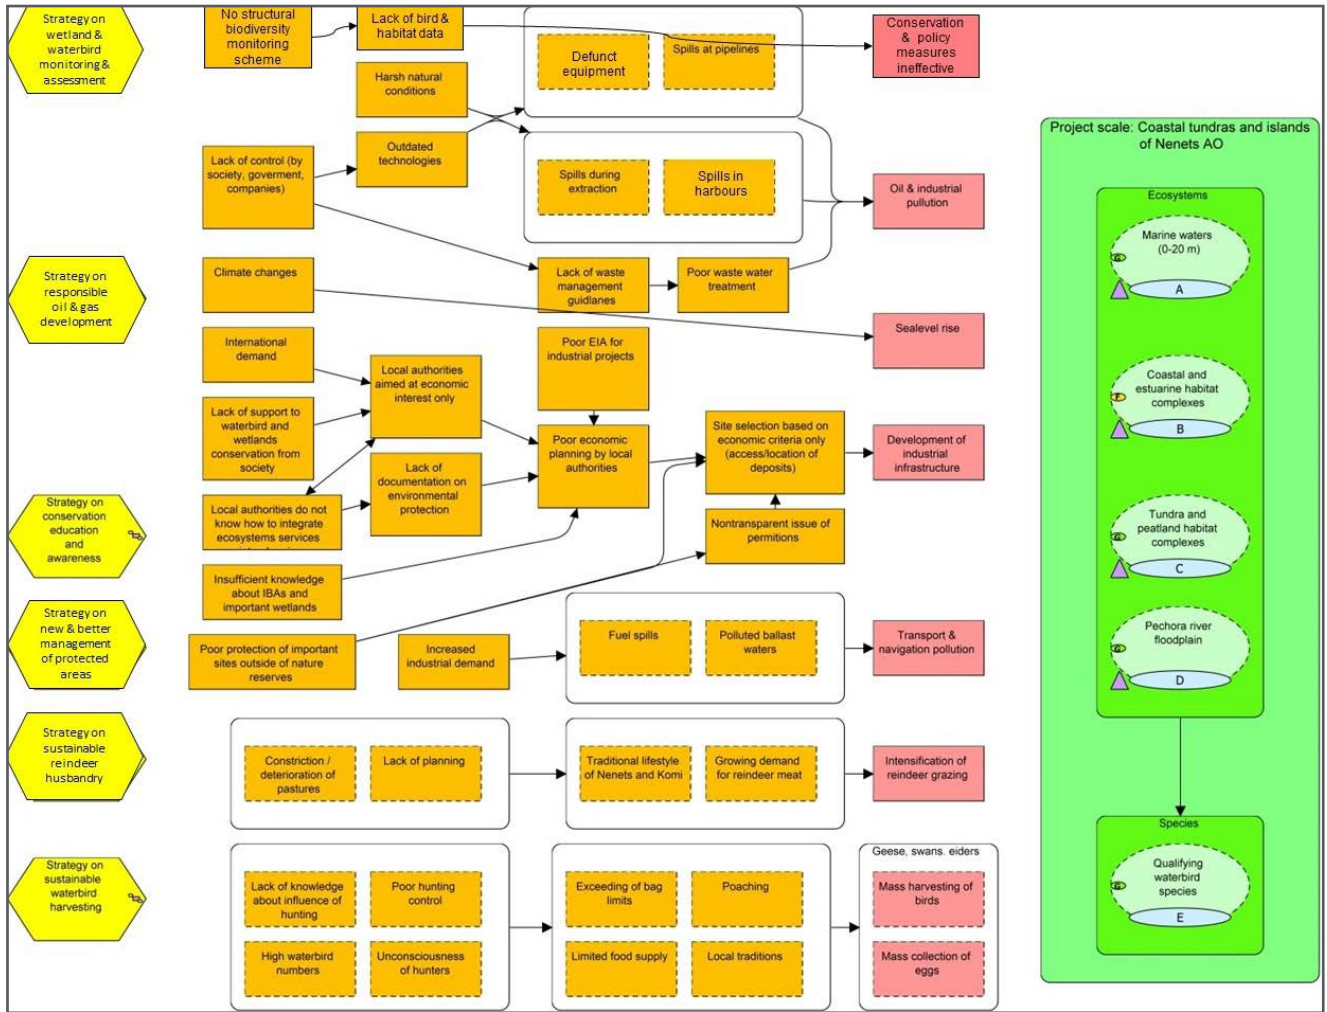 Strategy on
wetland &
waterbird
monitoring &
assessment
No structural
biodiversity
monitoring
scheme
Lack of bird &
habitat data
Defunct
equipment
Spills at pipelines
Conservation
& policy
measures
ineffective
Harsh natural
conditions
Outdated
technologies
Lack of control (by
society, goverment,
companies)
Spills during
extraction
Spills in
harbours
Oil & industrial
pullution
Strategy on
responsible
oil & gas
development
Climate changes
Lack of waste
management
guidlanes
Poor waste water
treatment
Sealevel rise
International
demand
Local authorities
aimed at economic
interest only
Poor EIA for
industrial projects
Lack of support to
waterbird and
wetlands
conservation from
society
Lack of
documentation on
environmental
protection
Poor economic
planning by local
authorities
Site selection based on
economic criteria only
(access/location of
deposits)
Development of
industrial
infrastructure
Strategy on
conservation
education
and
awareness
Local authorities do not
know how to integrate
ecosystems services
Nontransparent issue of
permitions
Insufficient knowledge
about IBAs and
important wetlands
Strategy on
new & better
management
of protected
areas
Poor protection of important
sites outside of nature
reserves
Increased
industrial demand
Fuel spills
Polluted ballast
waters
Transport &
navigation pollution
Strategy on
sustainable
reindeer
husbandry
Constriction /
deterioration of
pastures
Lack of planning
Traditional lifestyle
of Nenets and Komi
Growing demand
for reindeer meat
Intensification of
reindeer grazing
Strategy on
sustainable
waterbird
harvesting
Lack of knowledge
about influence of
hunting
Poor hunting
control
High waterbird
numbers
Unconsciousness
of hunters
Exceeding of bag
limits
Poaching
Limited food supply
Local traditions
Geese, swans. eiders
Mass harvesting of
birds
Mass collection of
eggs
Project scale: Coastal tundras and islands
of Nenets AO
Ecosystems
Marine waters
(0-20 m)
G
A
Coastal and
estuarine habitat
complexes
F
B
Tundra and
peatland habitat
complexes
G
C
Pechora river
floodplain
G
D
Species
Qualifying
waterbird
species
G
E